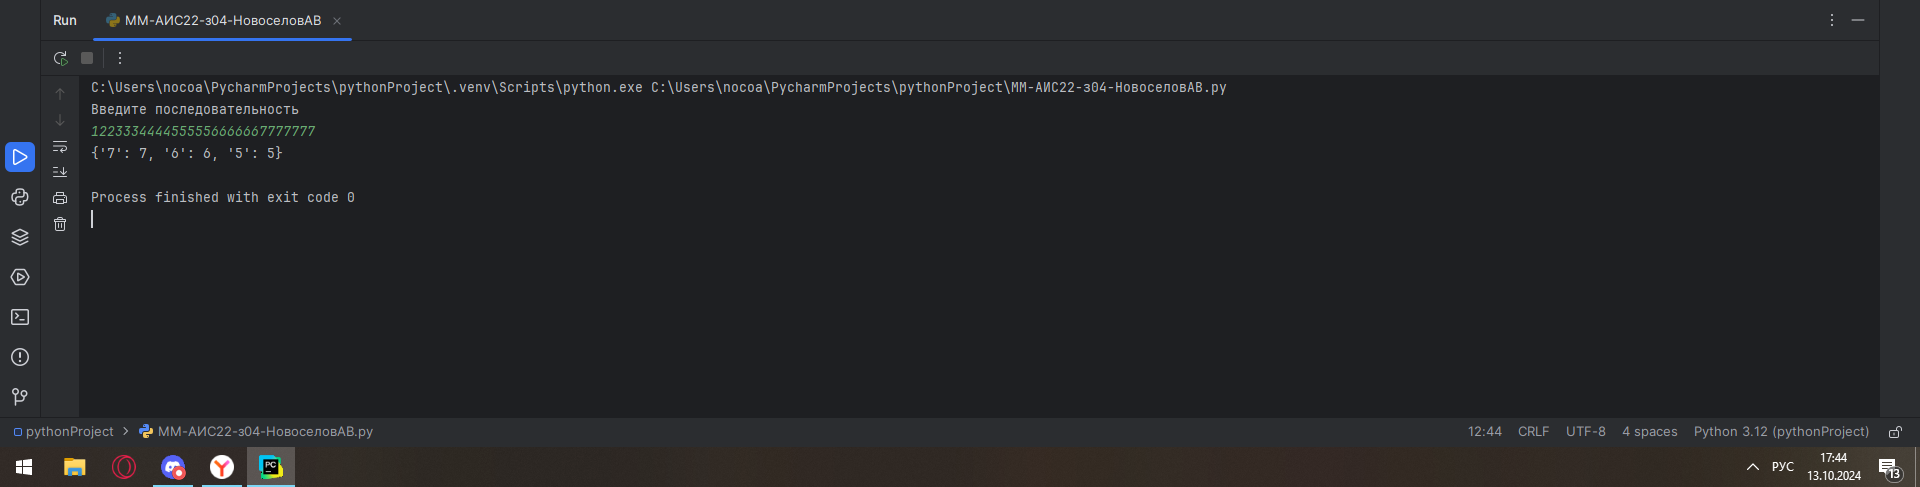 Run
ММ-АИС22-з04-НовоселовАВ
C:\Users\nocoa\PycharmProjects\pythonProject\.venv\Scripts\python.exe C:\Users\nocoa\PycharmProjects\pythonProject\ММ-АИС22-з04-НовоселовАВ.py
Введите последовательность
1223334444555556666667777777
{'7': 7, '6': 6, '5': 5}
Process finished with exit code 0
pythonProject > ММ-АИС22-з04-НовоселовАВ.py
12:44 CRLF UTF-8 4 spaces Python 3.12 (pythonProject)
PC
РУС
17:44
13.10.2024
13